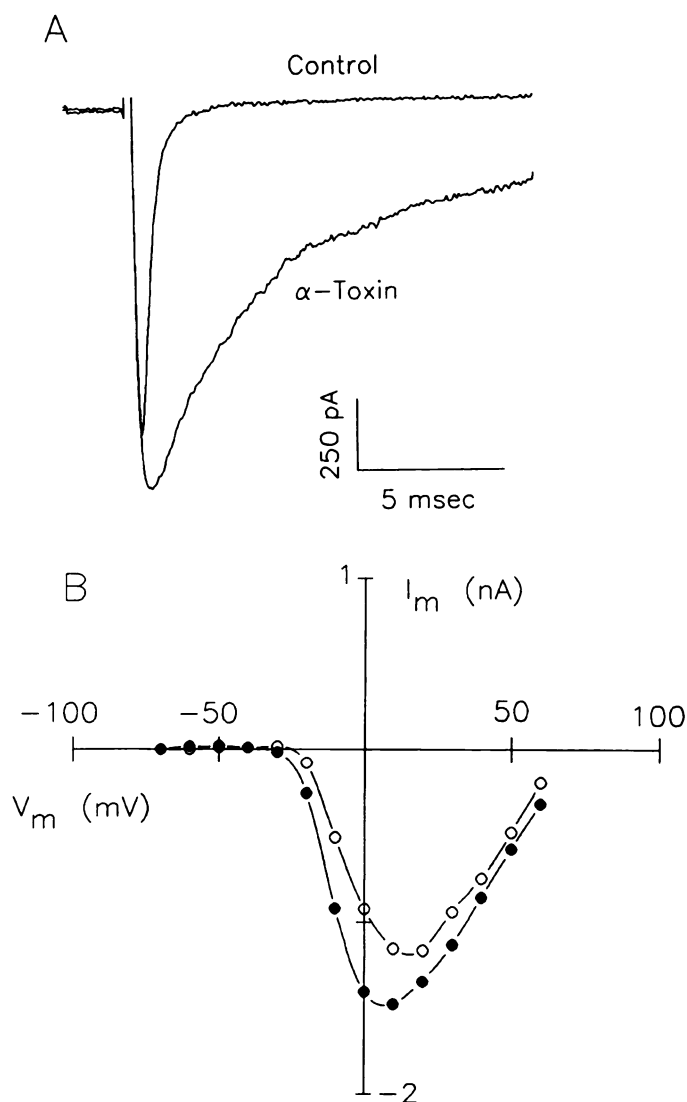 A
Control
α-Toxin
250 pA
5 msec
B
1
I_m (nA)
-100
-50
50
100
V_m (mV)
-2